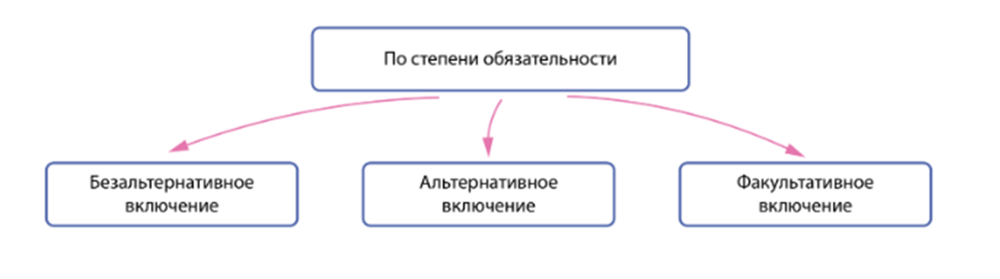 По степени обязательности
Безальтернативное
включение
Альтернативное
включение
Факультативное
включение